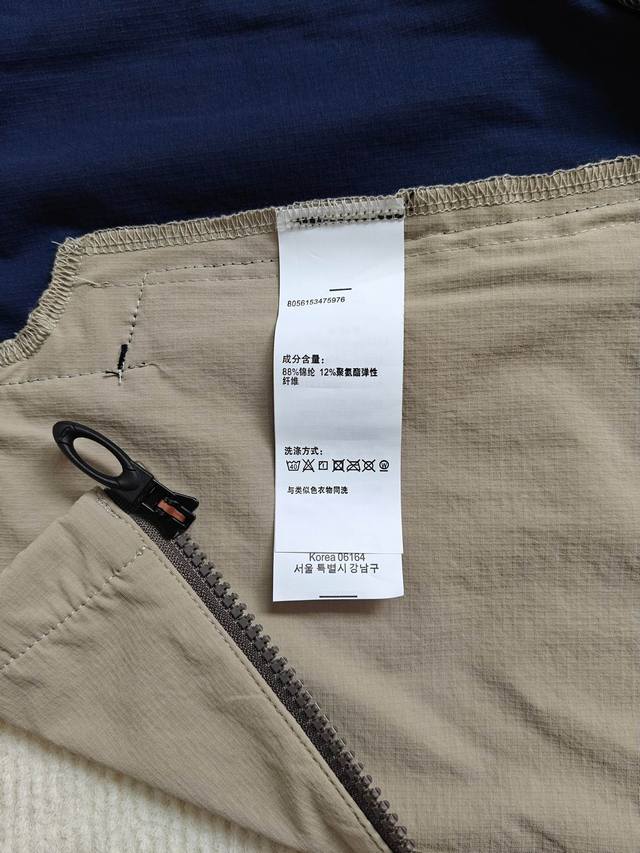 8056153475976
成分含量：
88%锦纶 12%聚氨酯弹性
纤维
洗涤方式：
与类似色衣物同洗
Korea 06164
서울 특별시 강남구